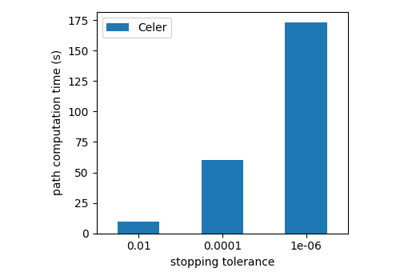 175
150
125
100
75
50
25
0
path computation time (s)
Celer
0.01 0.0001 1e-06
stopping tolerance